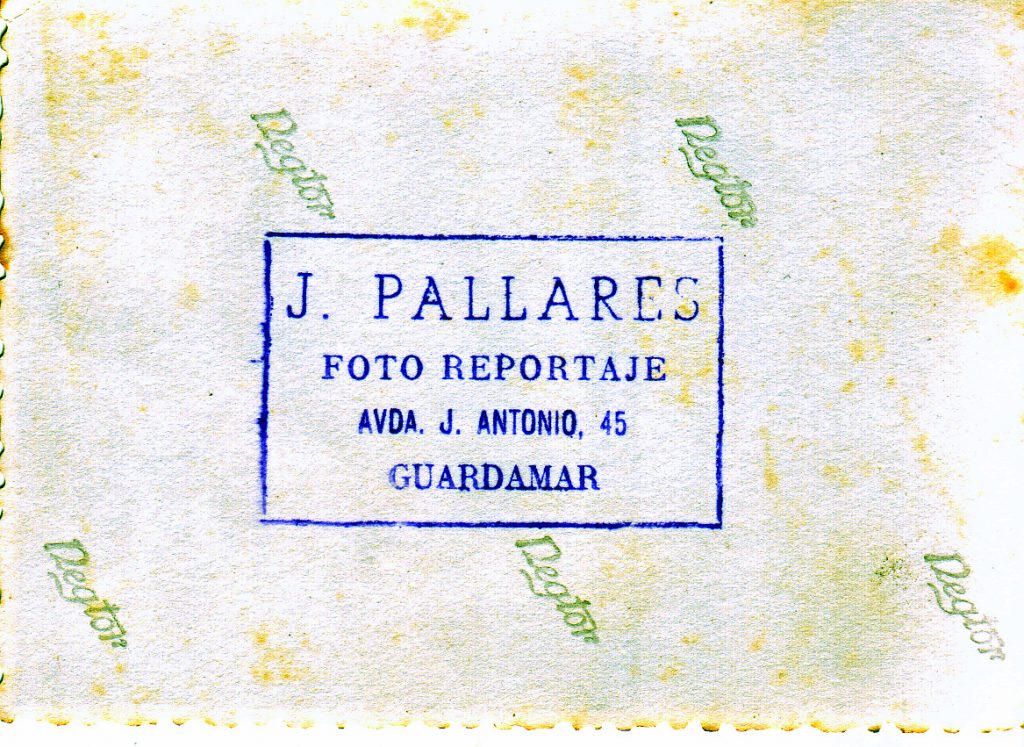 Negtor
Negtor
J. PALLARES
FOTO REPORTAJE
AVDA. J. ANTONIO, 45
GUARDAMAR
Negtor
Negtor
Negtor